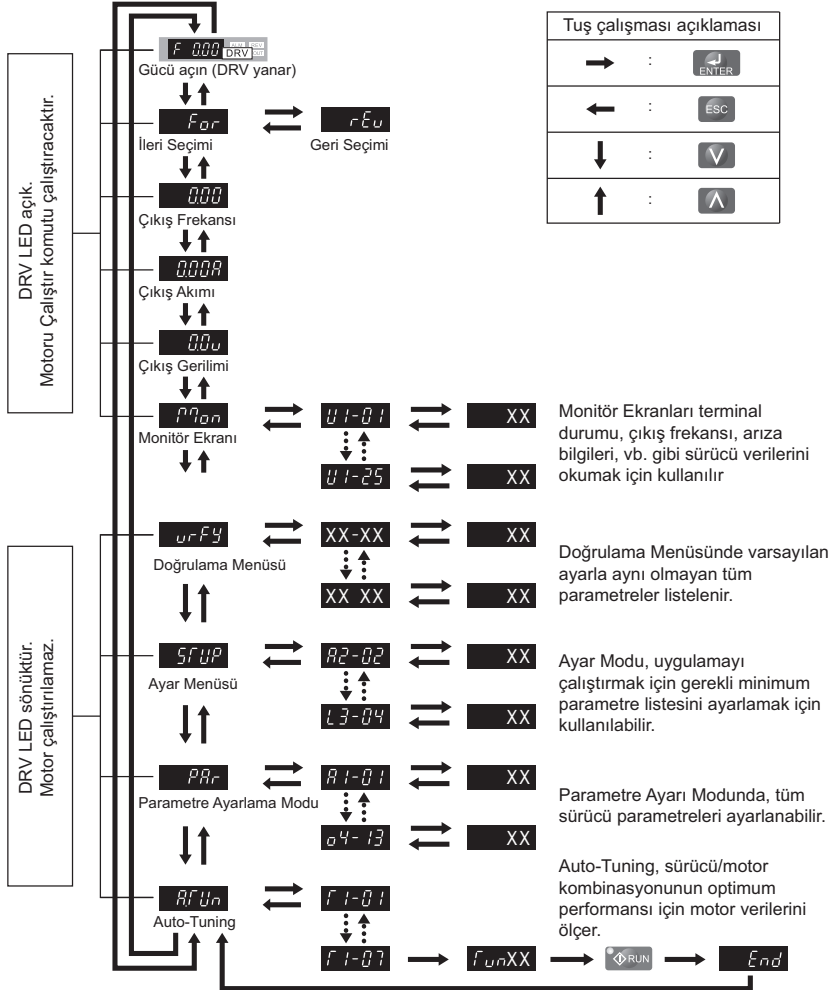 Tuş çalışması açıklaması
→ : ENTER
← : ESC
↓ : V
↑ : Λ
DRV LED açık.
Motoru Çalıştır komutu çalıştıracaktır.
F 0.00 DRV
Gücü açın (DRV yanar)
For rEv
İleri Seçimi Geri Seçimi
0.00
Çıkış Frekansı
0.00A
Çıkış Akımı
0.0v
Çıkış Gerilimi
Mon U1-01 XX
Monitör Ekranı
U1-25 XX
Monitör Ekranları terminal
durumu, çıkış frekansı, arıza
bilgileri, vb. gibi sürücü verilerini
okumak için kullanılır
DRV LED sönüktür.
Motor çalıştırılamaz.
vrFy XX-XX XX
Doğrulama Menüsü
XX XX XX
Doğrulama Menüsünde varsayılan
ayarla aynı olmayan tüm
parametreler listelenir.
STUP A2-02 XX
Ayar Menüsü
L3-04 XX
Ayar Modu, uygulamayı
çalıştırmak için gerekli minimum
parametre listesini ayarlamak için
kullanılabilir.
PAr A1-01 XX
Parametre Ayarlama Modu
o4-13 XX
Parametre Ayarı Modunda, tüm
sürücü parametreleri ayarlanabilir.
A.TUn T1-01
Auto-Tuning
T1-07 TunXX RUN End
Auto-Tuning, sürücü/motor
kombinasyonunun optimum
performansı için motor verilerini
ölçer.